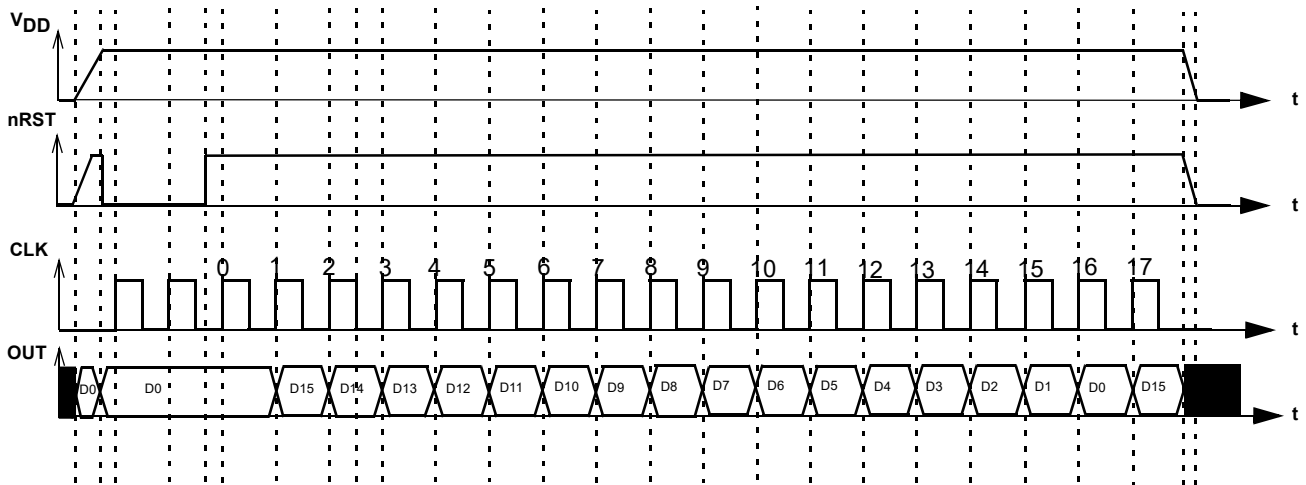 VDD
t
nRST
t
CLK
0 1 2 3 4 5 6 7 8 9 10 11 12 13 14 15 16 17
t
OUT
D0 D0 D15 D14 D13 D12 D11 D10 D9 D8 D7 D6 D5 D4 D3 D2 D1 D0 D15
t